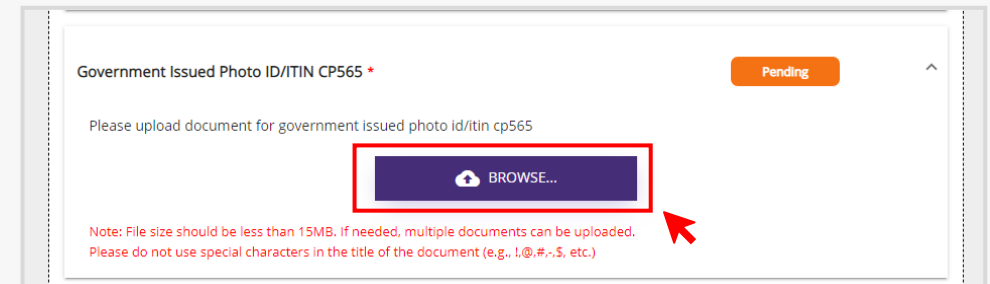 Government Issued Photo ID/ITIN CP565 *
Pending
Please upload document for government issued photo id/itin cp565
BROWSE...
Note: File size should be less than 15MB. If needed, multiple documents can be uploaded.
Please do not use special characters in the title of the document (e.g., !,@,#,-,$, etc.)